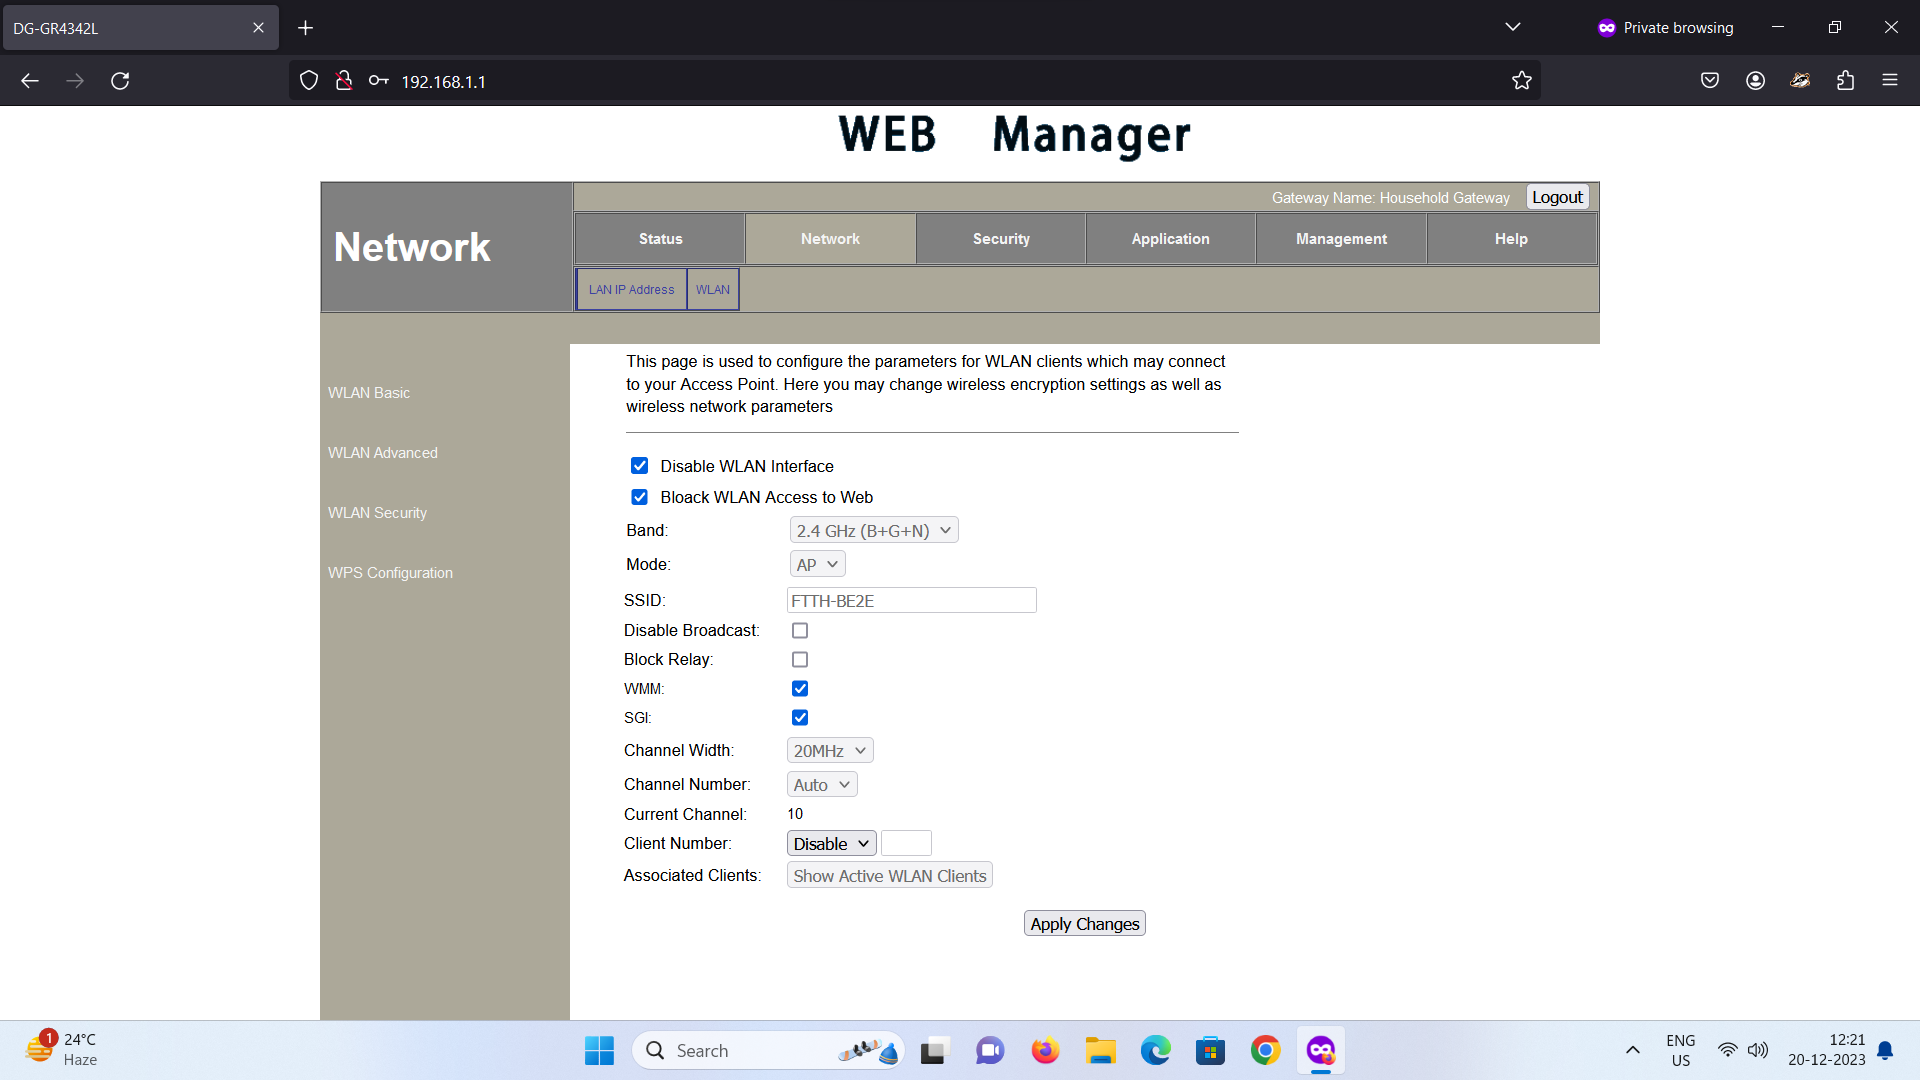 DG-GR4342L
Private browsing
192.168.1.1
WEB Manager
Gateway Name: Household Gateway Logout
Network
Status Network Security Application Management Help
LAN IP Address WLAN
WLAN Basic
WLAN Advanced
WLAN Security
WPS Configuration
This page is used to configure the parameters for WLAN clients which may connect
to your Access Point. Here you may change wireless encryption settings as well as
wireless network parameters
Disable WLAN Interface
Bloack WLAN Access to Web
Band: 2.4 GHz (B+G+N)
Mode: AP
SSID: FTTH-BE2E
Disable Broadcast:
Block Relay:
WMM:
SGI:
Channel Width: 20MHz
Channel Number: Auto
Current Channel: 10
Client Number: Disable
Associated Clients: Show Active WLAN Clients
Apply Changes
1
24°C
Haze
Search
ENG
US
12:21
20-12-2023